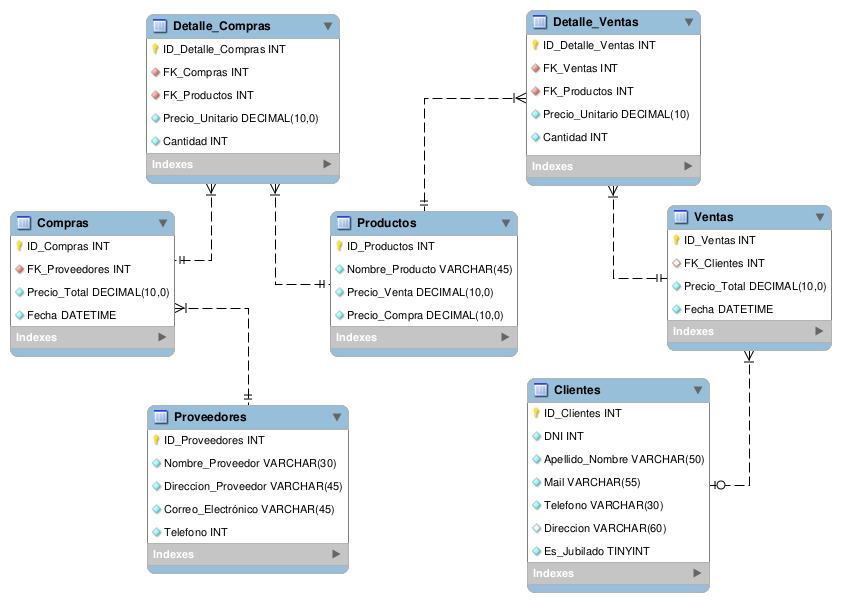 Detalle_Compras
ID_Detalle_Compras INT
FK_Compras INT
FK_Productos INT
Precio_Unitario DECIMAL(10,0)
Cantidad INT
Indexes
Detalle_Ventas
ID_Detalle_Ventas INT
FK_Ventas INT
FK_Productos INT
Precio_Unitario DECIMAL(10)
Cantidad INT
Indexes
Compras
ID_Compras INT
FK_Proveedores INT
Precio_Total DECIMAL(10,0)
Fecha DATETIME
Indexes
Productos
ID_Productos INT
Nombre_Producto VARCHAR(45)
Precio_Venta DECIMAL(10,0)
Precio_Compra DECIMAL(10,0)
Indexes
Ventas
ID_Ventas INT
FK_Clientes INT
Precio_Total DECIMAL(10,0)
Fecha DATETIME
Indexes
Proveedores
ID_Proveedores INT
Nombre_Proveedor VARCHAR(30)
Direccion_Proveedor VARCHAR(45)
Correo_Electrónico VARCHAR(45)
Telefono INT
Indexes
Clientes
ID_Clientes INT
DNI INT
Apellido_Nombre VARCHAR(50)
Mail VARCHAR(55)
Telefono VARCHAR(30)
Direccion VARCHAR(60)
Es_Jubilado TINYINT
Indexes